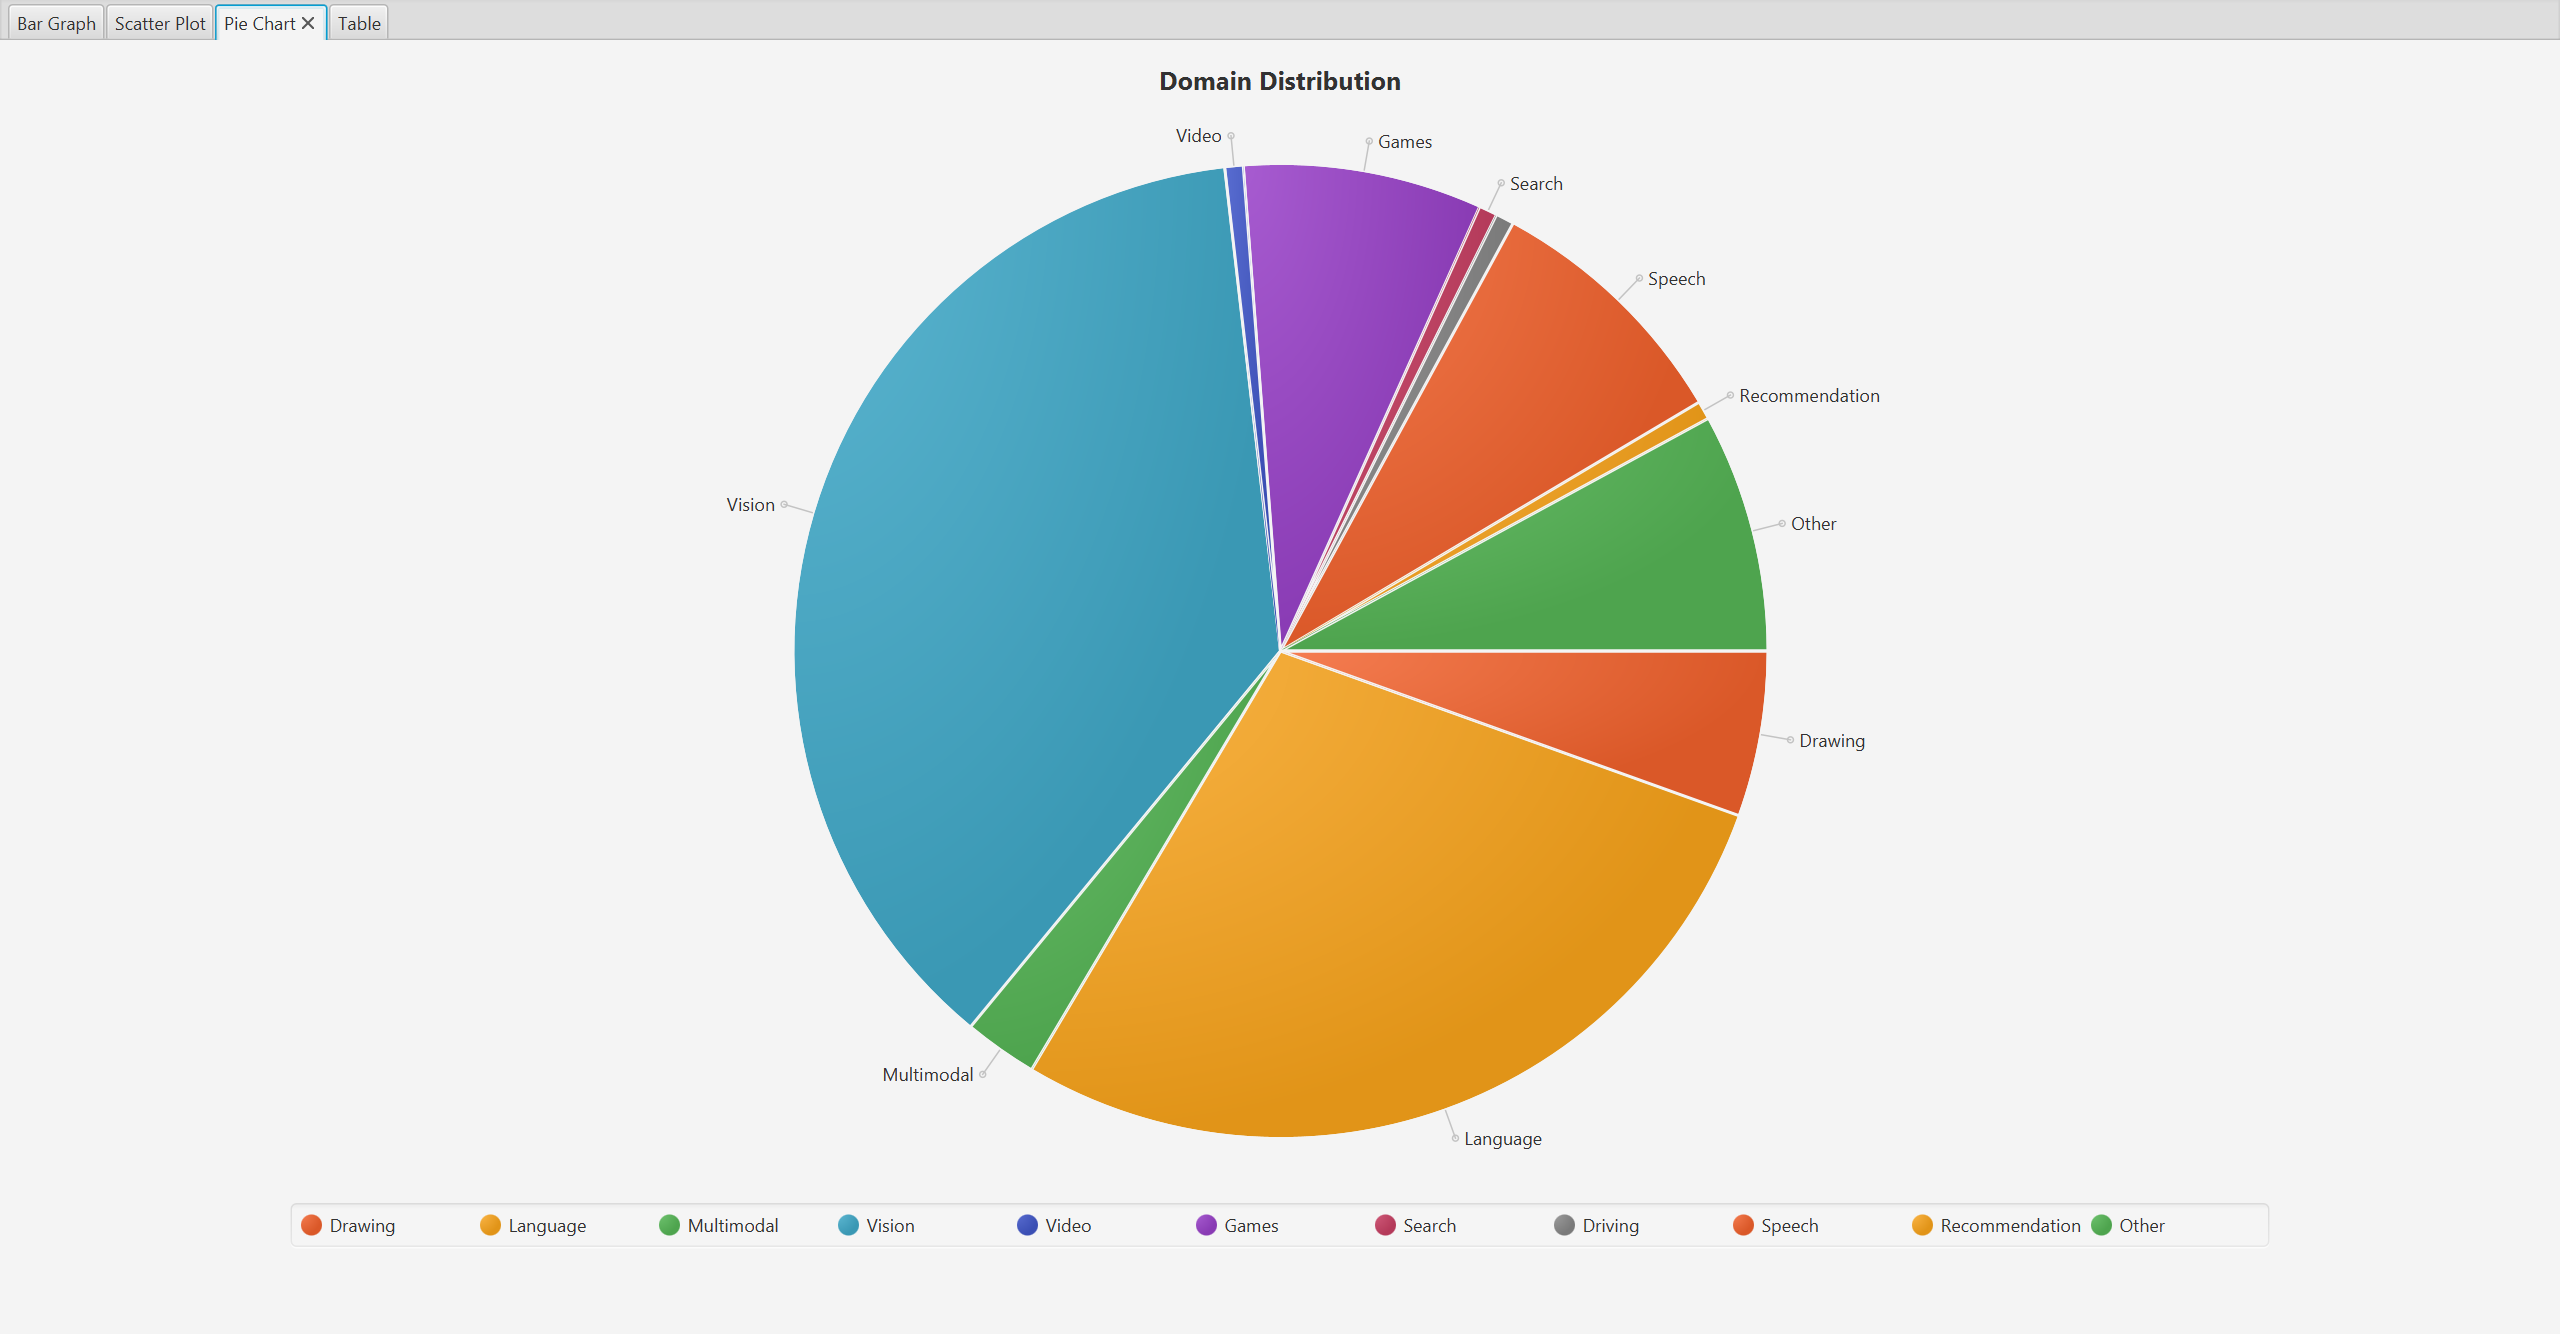 Bar Graph Scatter Plot Pie Chart Table
Domain Distribution
Video
Games
Search
Speech
Recommendation
Vision
Other
Drawing
Multimodal
Language
Drawing Language Multimodal Vision Video Games Search Driving Speech Recommendation Other